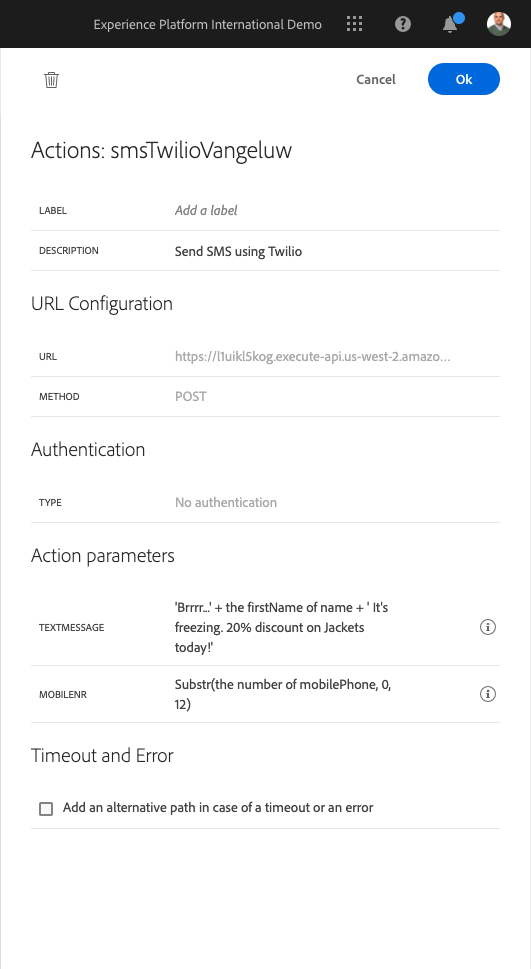 Experience Platform International Demo
Cancel
Ok
Actions: smsTwilioVangeluw
LABEL
Add a label
DESCRIPTION
Send SMS using Twilio
URL Configuration
URL
https://l1uikl5kog.execute-api.us-west-2.amazo...
METHOD
POST
Authentication
TYPE
No authentication
Action parameters
TEXTMESSAGE
'Brrrr...' + the firstName of name + ' It's
freezing. 20% discount on Jackets
today!'
MOBILENR
Substr(the number of mobilePhone, 0,
12)
Timeout and Error
Add an alternative path in case of a timeout or an error